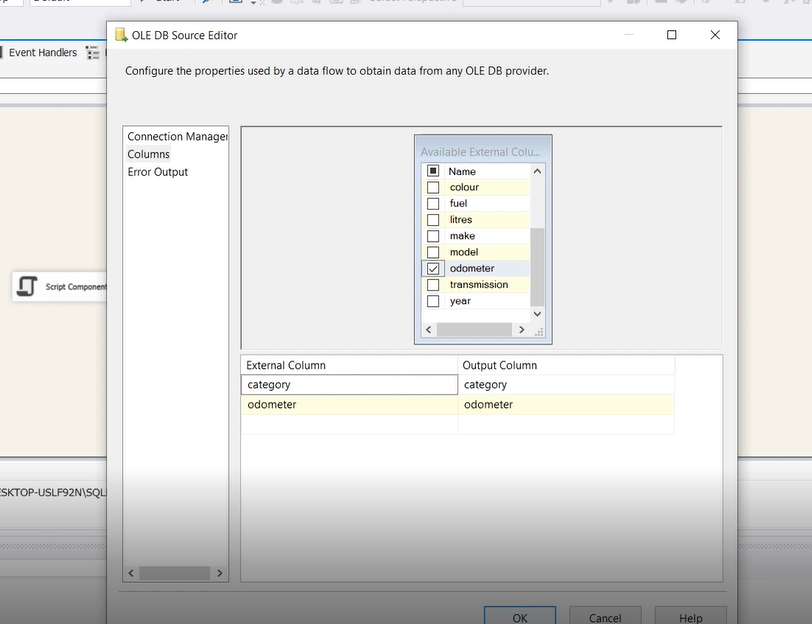 Start
OLE DB Source Editor
Event Handlers
Configure the properties used by a data flow to obtain data from any OLE DB provider.
Connection Manager
Columns
Error Output
Available External Colu...
Name
colour
fuel
litres
make
model
odometer
transmission
year
Script Component
External Column Output Column
category category
odometer odometer
ESKTOP-USLF92N\SQL
OK Cancel Help